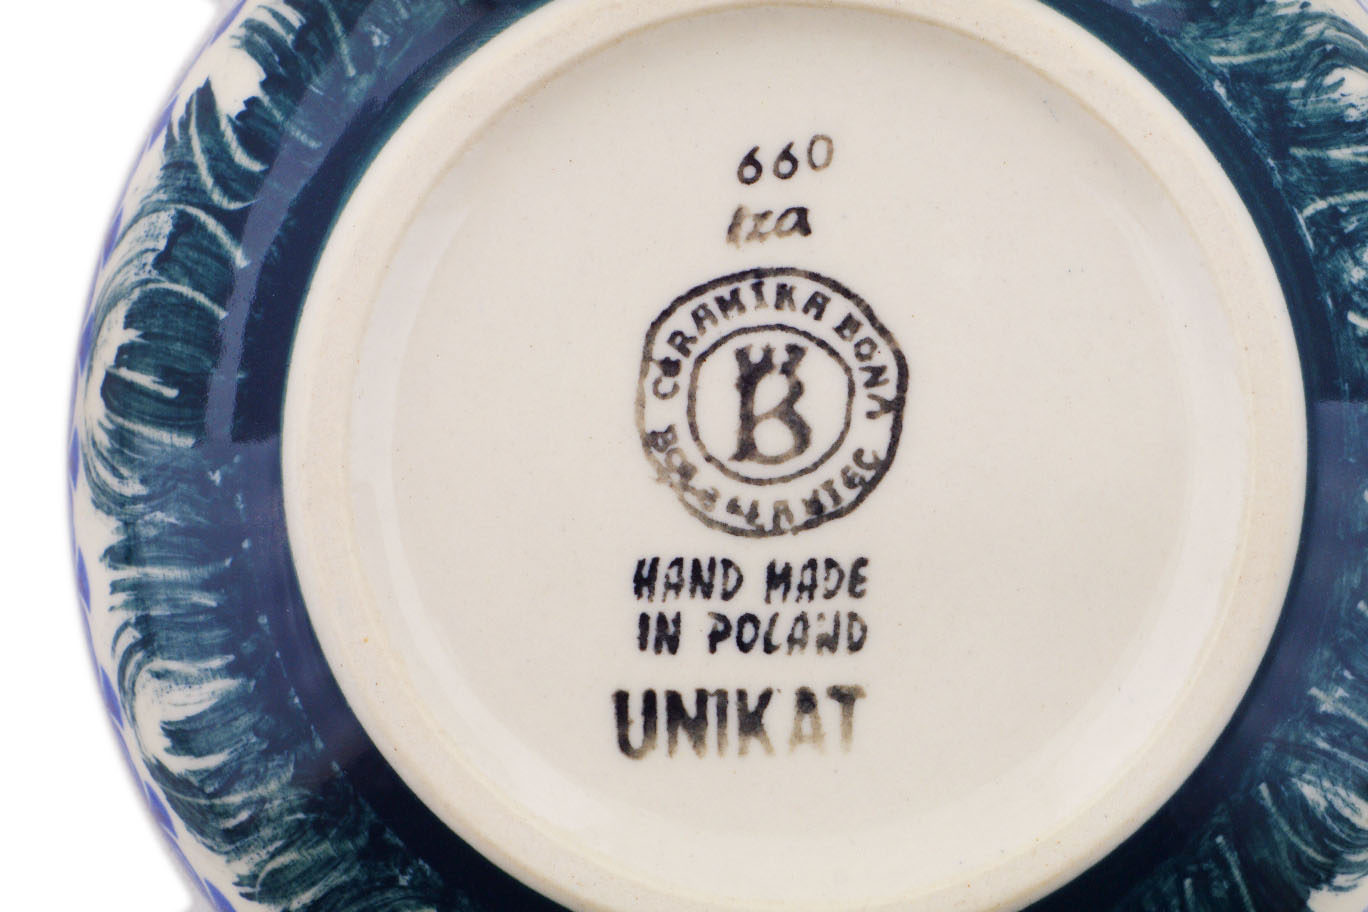 660
Iza
CERAMIKA BONA
BOLESŁAWIEC
B
HAND MADE
IN POLAND
UNIKAT